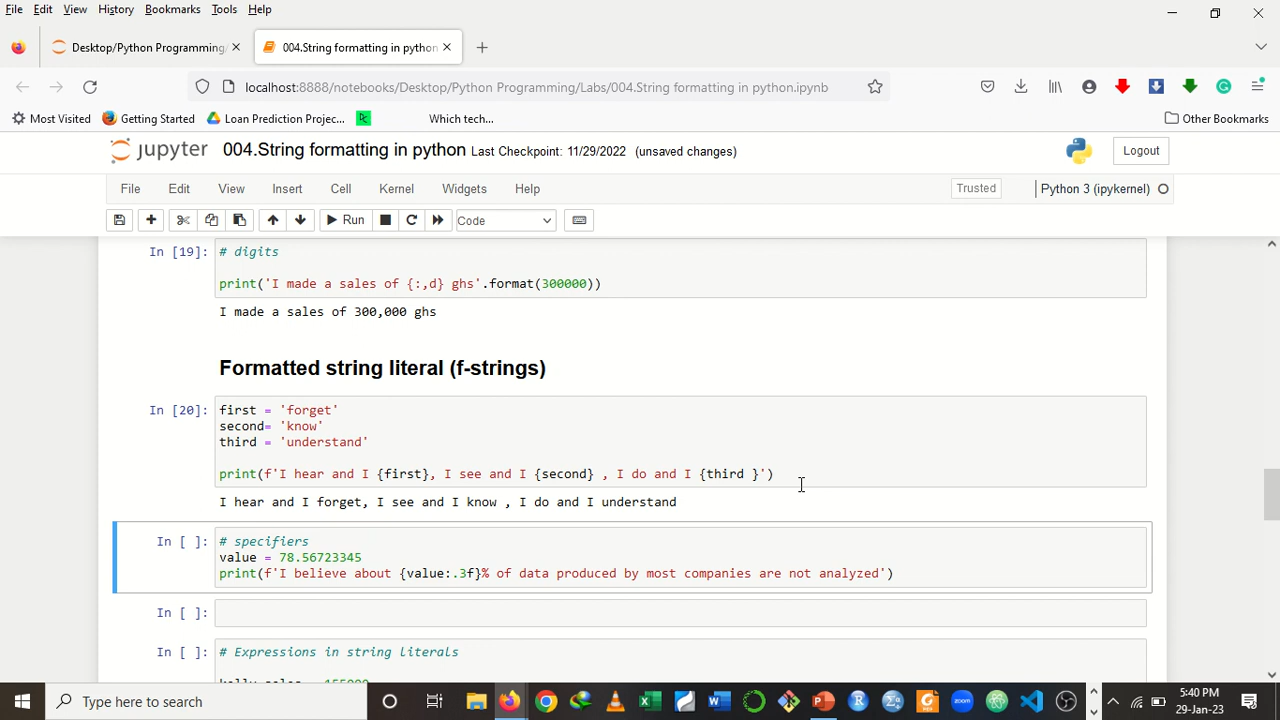 File Edit View History Bookmarks Tools Help
Desktop/Python Programming/
004.String formatting in python
localhost:8888/notebooks/Desktop/Python Programming/Labs/004.String formatting in python.ipynb
Most Visited Getting Started Loan Prediction Projec... Which tech... Other Bookmarks
jupyter 004.String formatting in python Last Checkpoint: 11/29/2022 (unsaved changes) Logout
File Edit View Insert Cell Kernel Widgets Help Trusted Python 3 (ipykernel)
Run Code
In [19]: # digits
print('I made a sales of {:,d} ghs'.format(300000))
I made a sales of 300,000 ghs
Formatted string literal (f-strings)
In [20]: first = 'forget'
second= 'know'
third = 'understand'
print(f'I hear and I {first}, I see and I {second} , I do and I {third }')
I hear and I forget, I see and I know , I do and I understand
In [ ]: # specifiers
value = 78.56723345
print(f'I believe about {value:.3f}% of data produced by most companies are not analyzed')
In [ ]:
In [ ]: # Expressions in string literals
Type here to search
5:40 PM
29-Jan-23